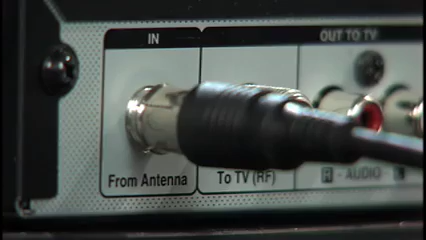 IN
OUT TO TV
From Antenna
To TV (RF)
R - AUDIO - L